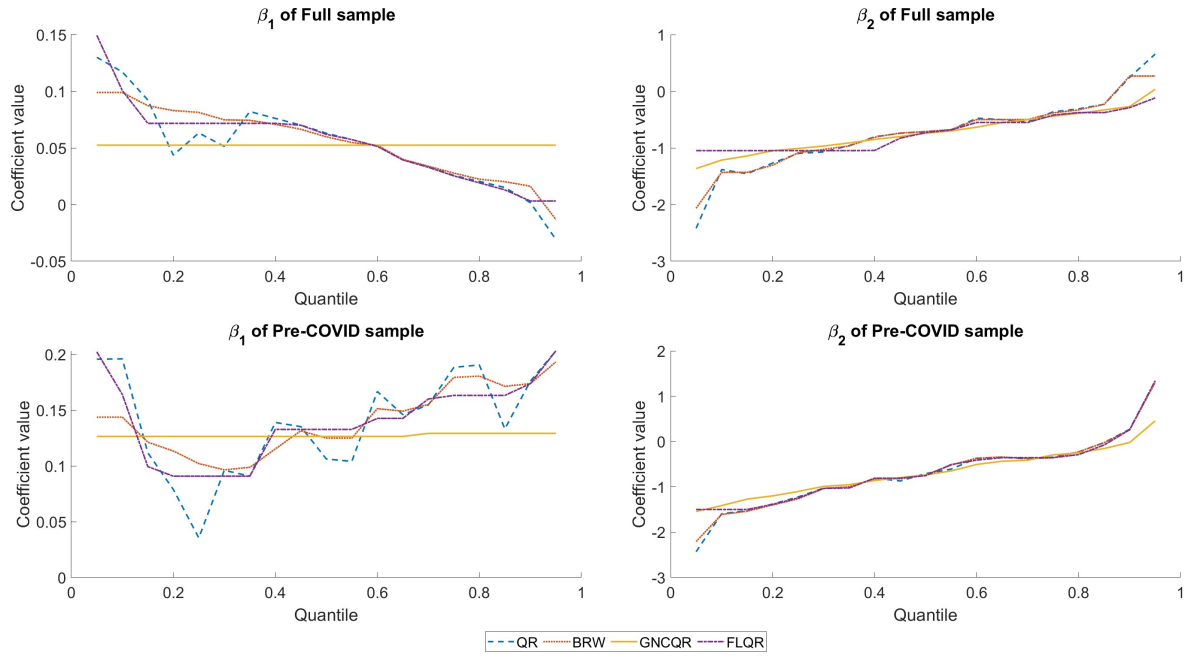 β1 of Full sample
0.15
0.1
0.05
0
-0.05
Coefficient value
0 0.2 0.4 0.6 0.8 1
Quantile
β2 of Full sample
1
0
-1
-2
-3
Coefficient value
0 0.2 0.4 0.6 0.8 1
Quantile
β1 of Pre-COVID sample
0.2
0.15
0.1
0.05
0
Coefficient value
0 0.2 0.4 0.6 0.8 1
Quantile
β2 of Pre-COVID sample
2
1
0
-1
-2
-3
Coefficient value
0 0.2 0.4 0.6 0.8 1
Quantile
QR BRW GNCQR FLQR